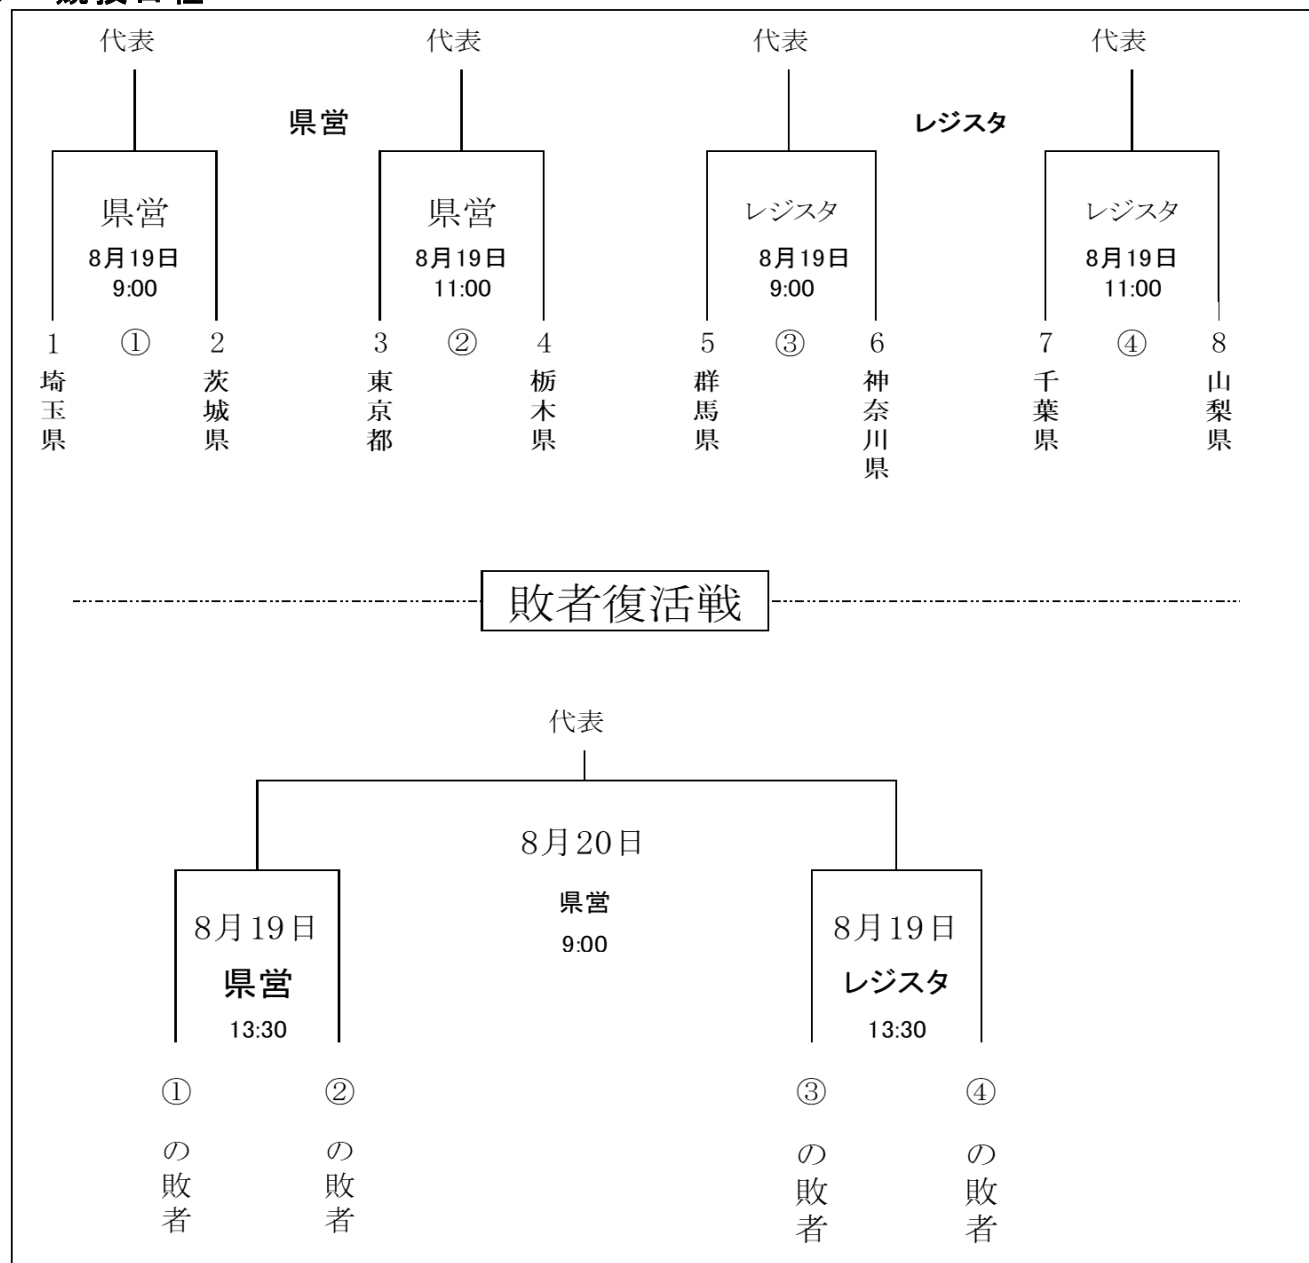 競技日程
代表 代表 代表 代表
県営 レジスタ
県営 県営 レジスタ レジスタ
8月19日 8月19日 8月19日 8月19日
9:00 11:00 9:00 11:00
1 ① 2 3 ② 4 5 ③ 6 7 ④ 8
埼玉県
茨城県
東京都
栃木県
群馬県
神奈川県
千葉県
山梨県
敗者復活戦
代表
8月20日
県営
9:00
8月19日 8月19日
県営 レジスタ
13:30 13:30
①の敗者
②の敗者
③の敗者
④の敗者